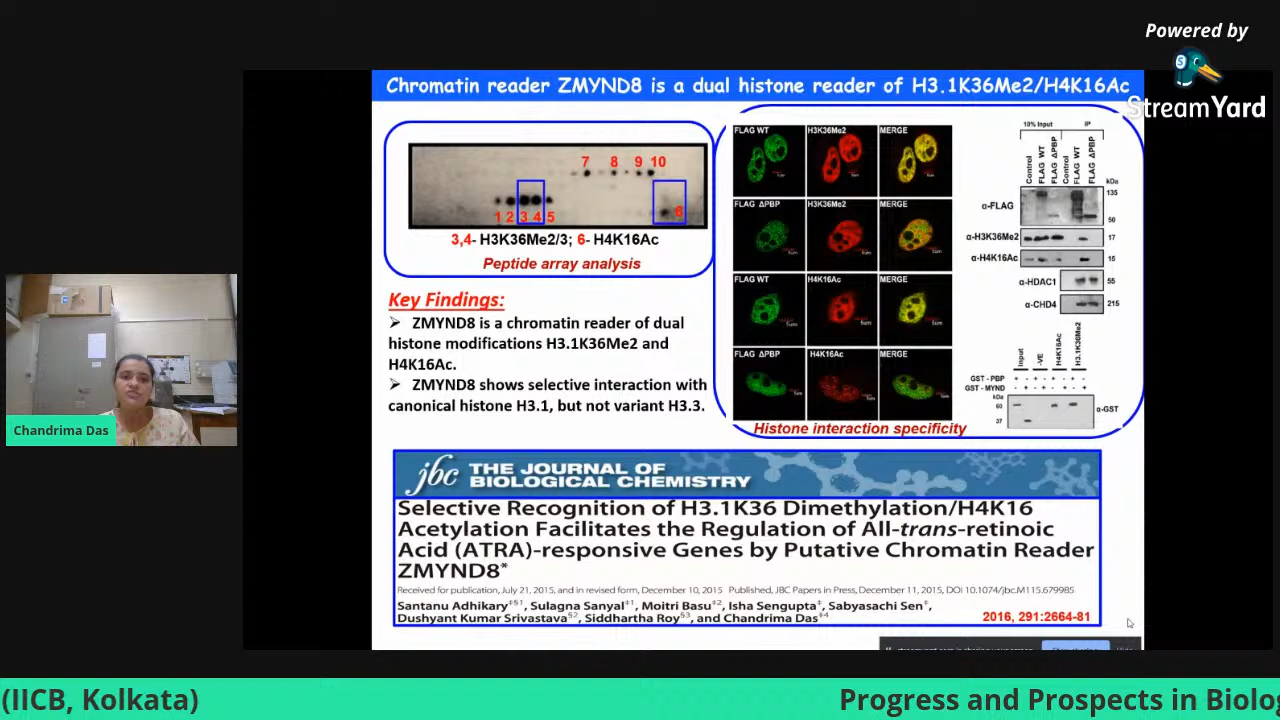 Powered by
StreamYard
Chromatin reader ZMYND8 is a dual histone reader of H3.1K36Me2/H4K16Ac
7 8 9 10
1 2 3 4 5
6
3,4- H3K36Me2/3; 6- H4K16Ac
Peptide array analysis
Key Findings:
➢ ZMYND8 is a chromatin reader of dual
histone modifications H3.1K36Me2 and
H4K16Ac.
➢ ZMYND8 shows selective interaction with
canonical histone H3.1, but not variant H3.3.
FLAG WT H3K36Me2 MERGE
FLAG ΔPBP H3K36Me2 MERGE
FLAG WT H4K16Ac MERGE
FLAG ΔPBP H4K16Ac MERGE
Histone interaction specificity
10% Input IP
Control FLAG WT FLAG ΔPBP Control FLAG WT FLAG ΔPBP
kDa
135
α-FLAG
50
α-H3K36Me2 17
α-H4K16Ac 15
α-HDAC1 55
α-CHD4 215
Input -VE H4K16Ac H3.1K36Me2
GST - PBP + - + - + - + -
GST - MYND - + - + - + - +
kDa
60
α-GST
37
jbc THE JOURNAL OF
BIOLOGICAL CHEMISTRY
Selective Recognition of H3.1K36 Dimethylation/H4K16
Acetylation Facilitates the Regulation of All-trans-retinoic
Acid (ATRA)-responsive Genes by Putative Chromatin Reader
ZMYND8*
Received for publication, July 21, 2015, and in revised form, December 10, 2015 Published, JBC Papers in Press, December 11, 2015, DOI 10.1074/jbc.M115.679985
Santanu Adhikary‡§1, Sulagna Sanyal‡1, Moitri Basu‡2, Isha Sengupta‡, Sabyasachi Sen‡,
Dushyant Kumar Srivastava§2, Siddhartha Roy§3, and Chandrima Das‡4
2016, 291:2664-81
Chandrima Das
(IICB, Kolkata) Progress and Prospects in Biolog